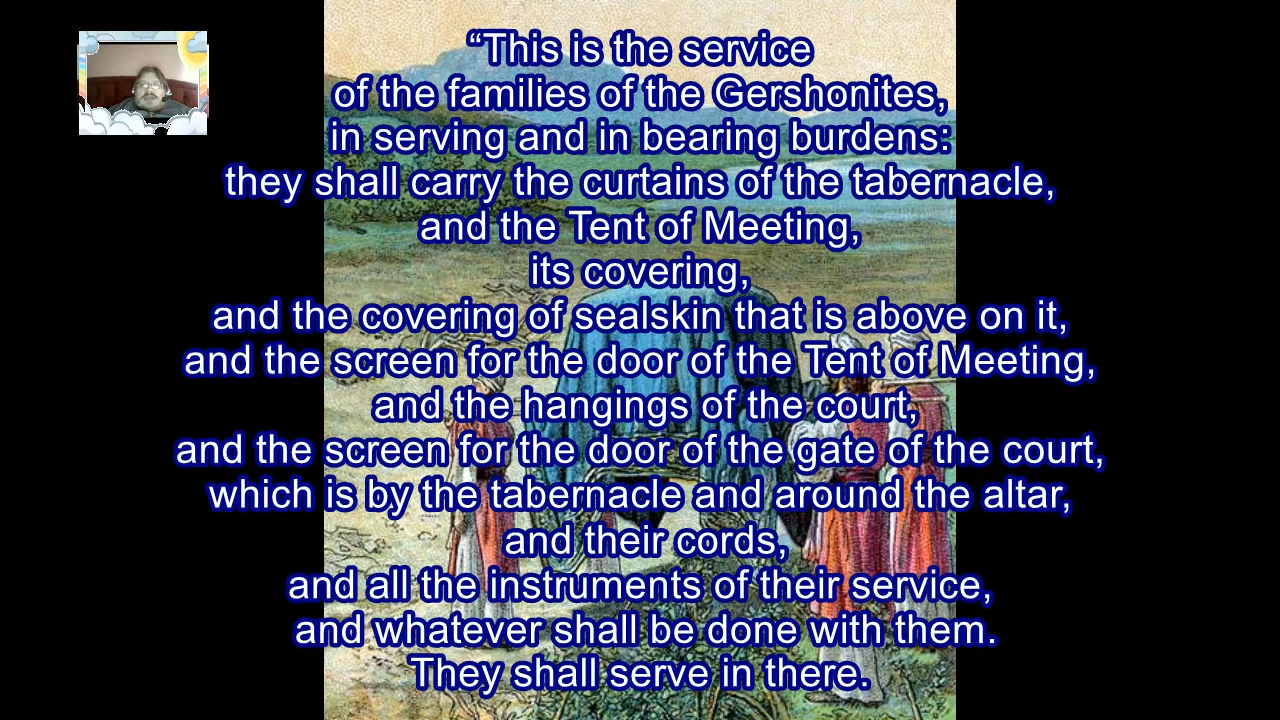 “This is the service
of the families of the Gershonites,
in serving and in bearing burdens:
they shall carry the curtains of the tabernacle,
and the Tent of Meeting,
its covering,
and the covering of sealskin that is above on it,
and the screen for the door of the Tent of Meeting,
and the hangings of the court,
and the screen for the door of the gate of the court,
which is by the tabernacle and around the altar,
and their cords,
and all the instruments of their service,
and whatever shall be done with them.
They shall serve in there.